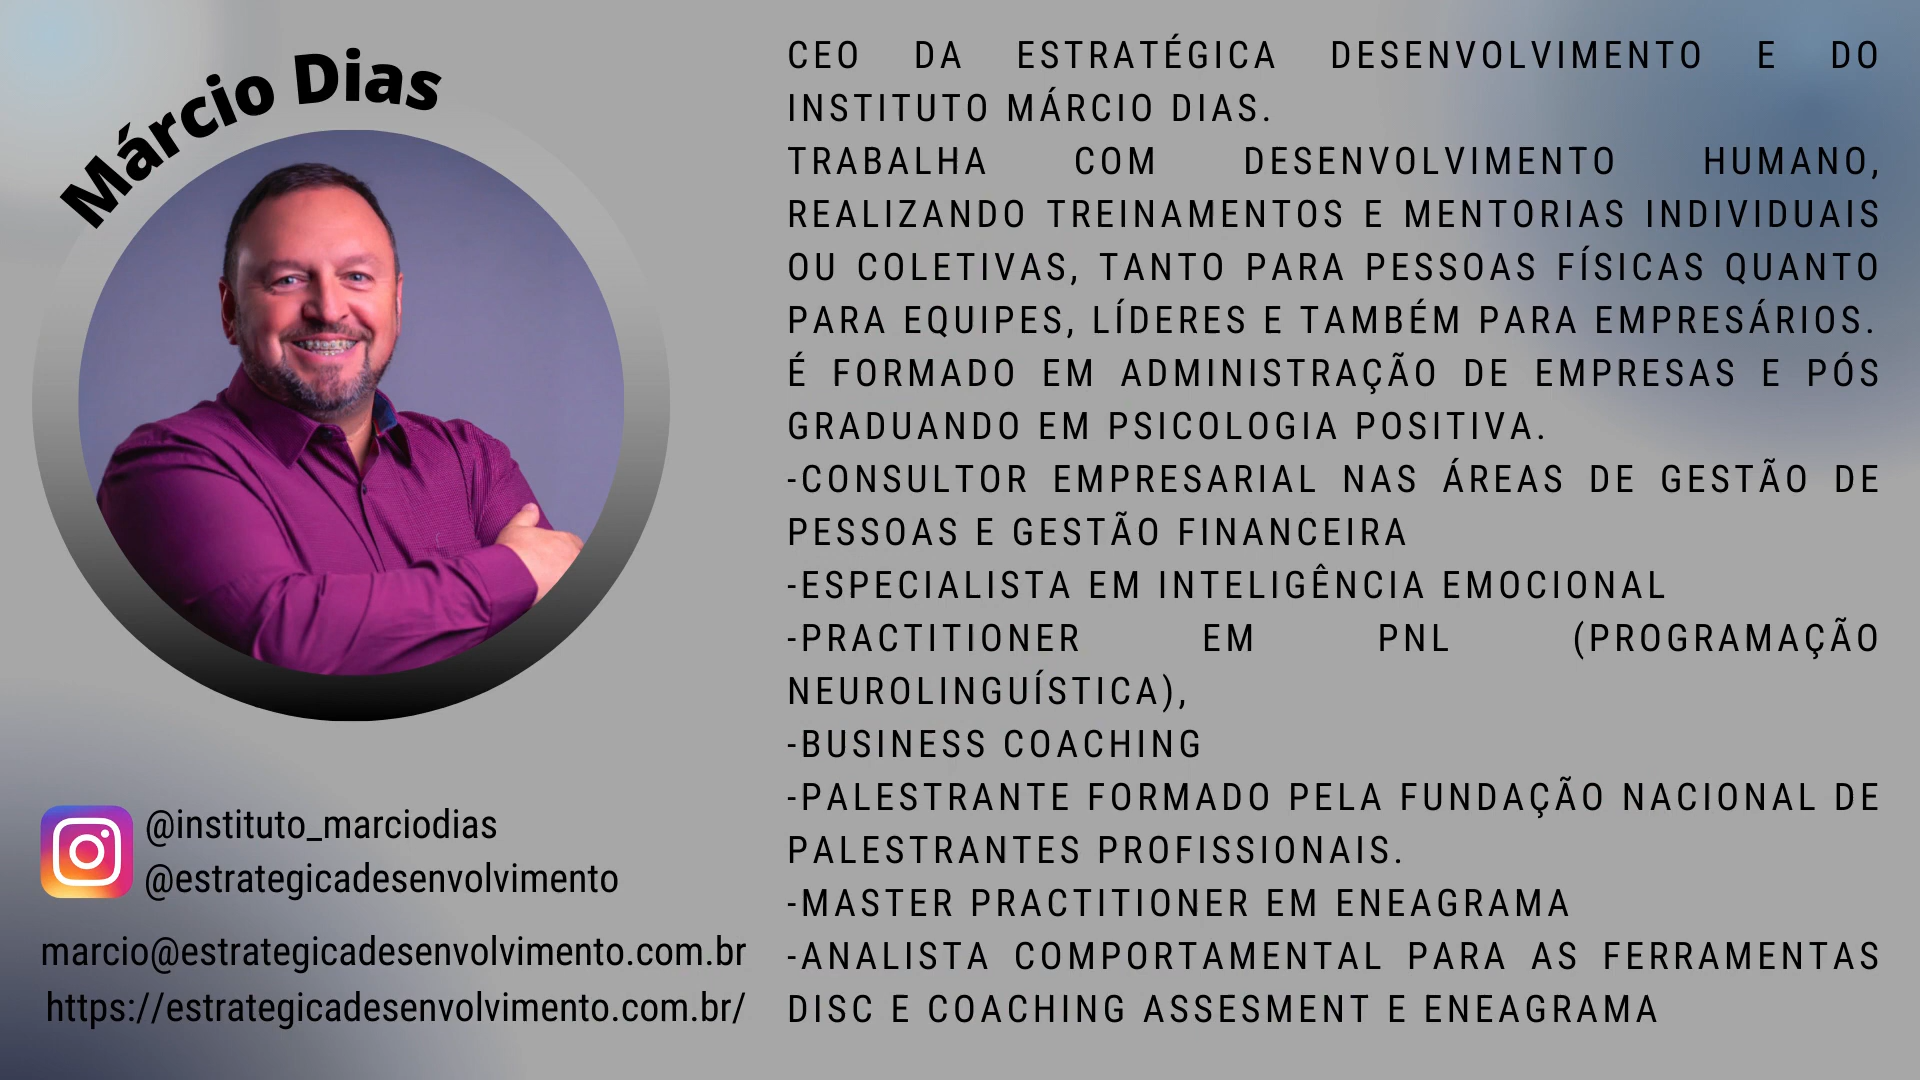 Márcio Dias
@instituto_marciodias
@estrategicadesenvolvimento
marcio@estrategicadesenvolvimento.com.br
https://estrategicadesenvolvimento.com.br/
CEO DA ESTRATÉGICA DESENVOLVIMENTO E DO
INSTITUTO MÁRCIO DIAS.
TRABALHA COM DESENVOLVIMENTO HUMANO,
REALIZANDO TREINAMENTOS E MENTORIAS INDIVIDUAIS
OU COLETIVAS, TANTO PARA PESSOAS FÍSICAS QUANTO
PARA EQUIPES, LÍDERES E TAMBÉM PARA EMPRESÁRIOS.
É FORMADO EM ADMINISTRAÇÃO DE EMPRESAS E PÓS
GRADUANDO EM PSICOLOGIA POSITIVA.
-CONSULTOR EMPRESARIAL NAS ÁREAS DE GESTÃO DE
PESSOAS E GESTÃO FINANCEIRA
-ESPECIALISTA EM INTELIGÊNCIA EMOCIONAL
-PRACTITIONER EM PNL (PROGRAMAÇÃO
NEUROLINGUÍSTICA),
-BUSINESS COACHING
-PALESTRANTE FORMADO PELA FUNDAÇÃO NACIONAL DE
PALESTRANTES PROFISSIONAIS.
-MASTER PRACTITIONER EM ENEAGRAMA
-ANALISTA COMPORTAMENTAL PARA AS FERRAMENTAS
DISC E COACHING ASSESMENT E ENEAGRAMA